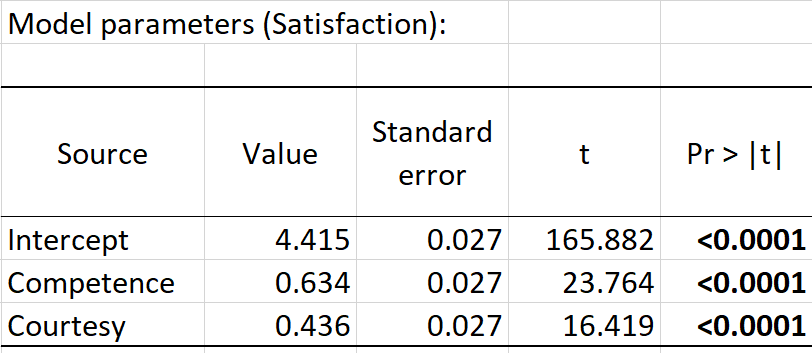 Model parameters (Satisfaction):
Source Value Standard error t Pr > |t|
Intercept 4.415 0.027 165.882 <0.0001
Competence 0.634 0.027 23.764 <0.0001
Courtesy 0.436 0.027 16.419 <0.0001